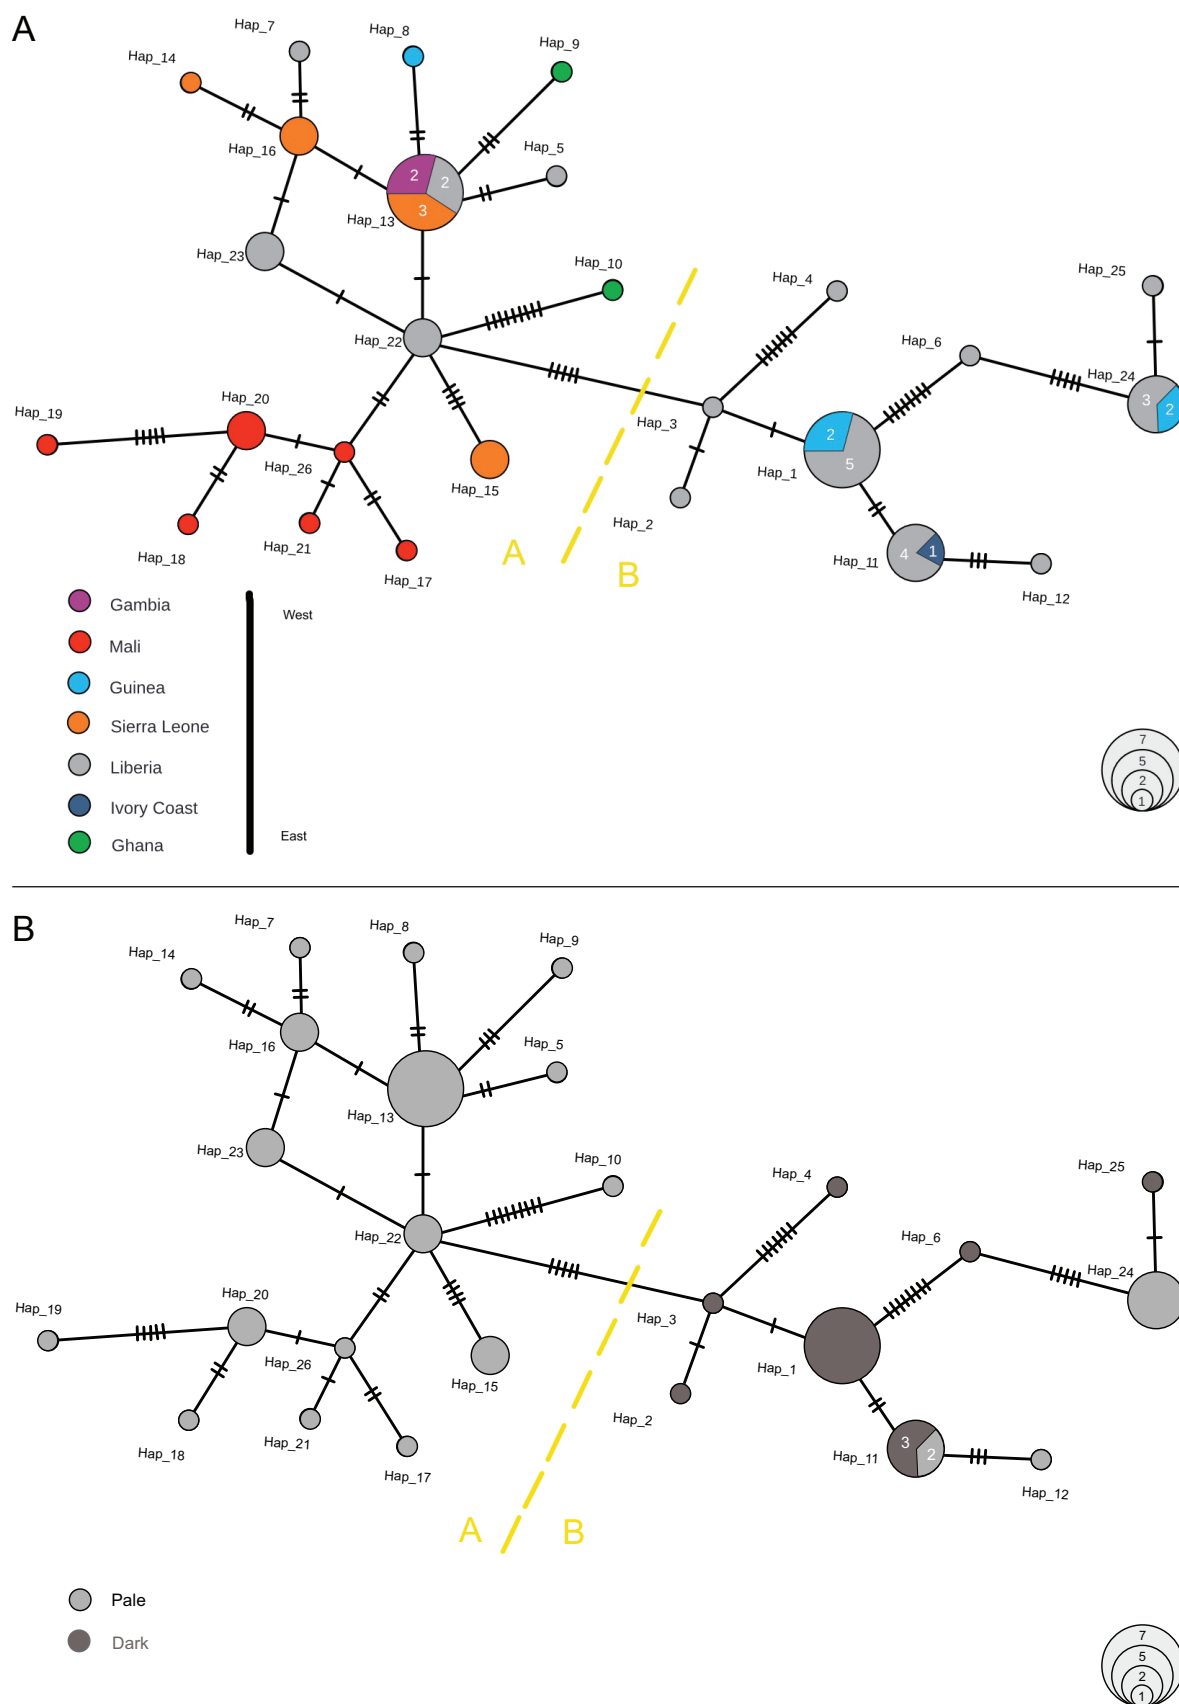 A
Hap_7
Hap_8
Hap_9
Hap_14
Hap_16
Hap_5
2
2
3
Hap_13
Hap_23
Hap_10
Hap_4
Hap_25
Hap_22
Hap_6
Hap_24
3
2
Hap_20
Hap_19
Hap_3
2
5
Hap_1
Hap_26
Hap_15
Hap_2
Hap_18
Hap_21
Hap_17
A
B
Hap_11
4
1
Hap_12
Gambia
West
Mali
Guinea
Sierra Leone
Liberia
Ivory Coast
East
Ghana
7
5
2
1
B
Hap_7
Hap_8
Hap_9
Hap_14
Hap_16
Hap_5
Hap_13
Hap_23
Hap_10
Hap_4
Hap_25
Hap_22
Hap_6
Hap_24
Hap_20
Hap_19
Hap_3
Hap_26
Hap_1
Hap_15
Hap_2
Hap_18
Hap_21
Hap_17
Hap_11
3
2
Hap_12
A
B
Pale
Dark
7
5
2
1